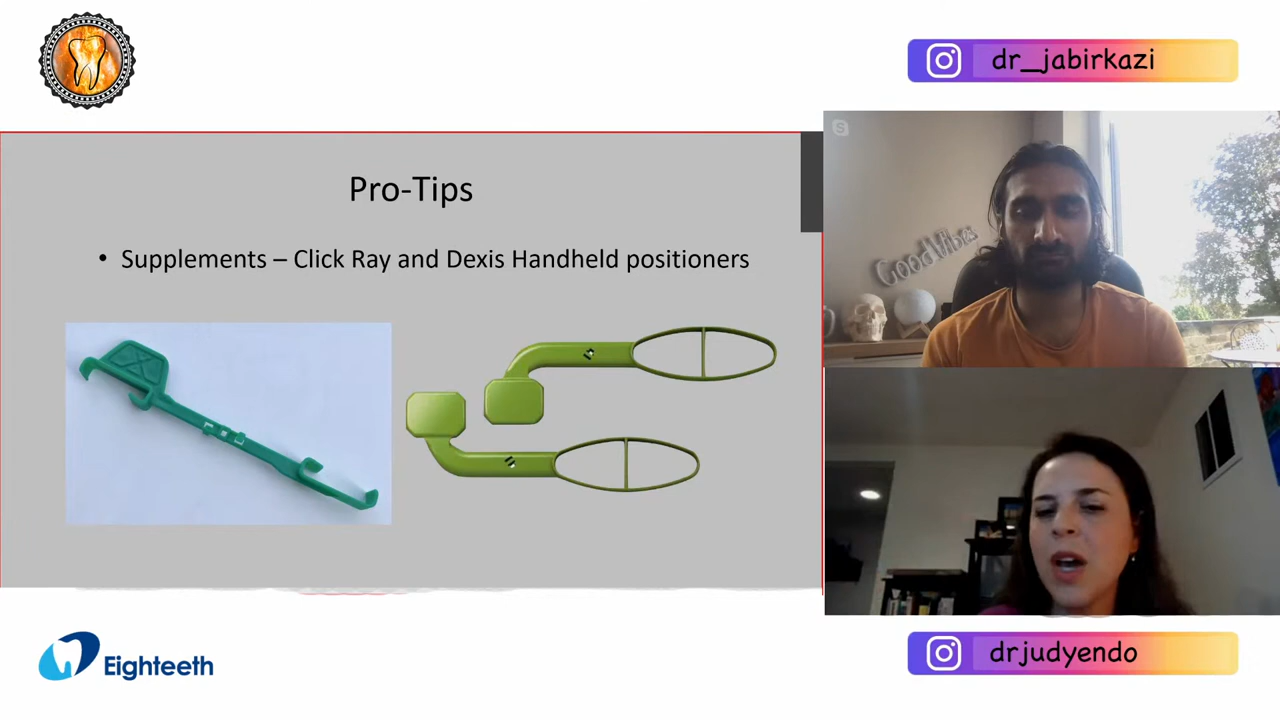 dr_jabirkazi
Pro-Tips
• Supplements – Click Ray and Dexis Handheld positioners
Good Vibes
Eighteeth
drjudyendo